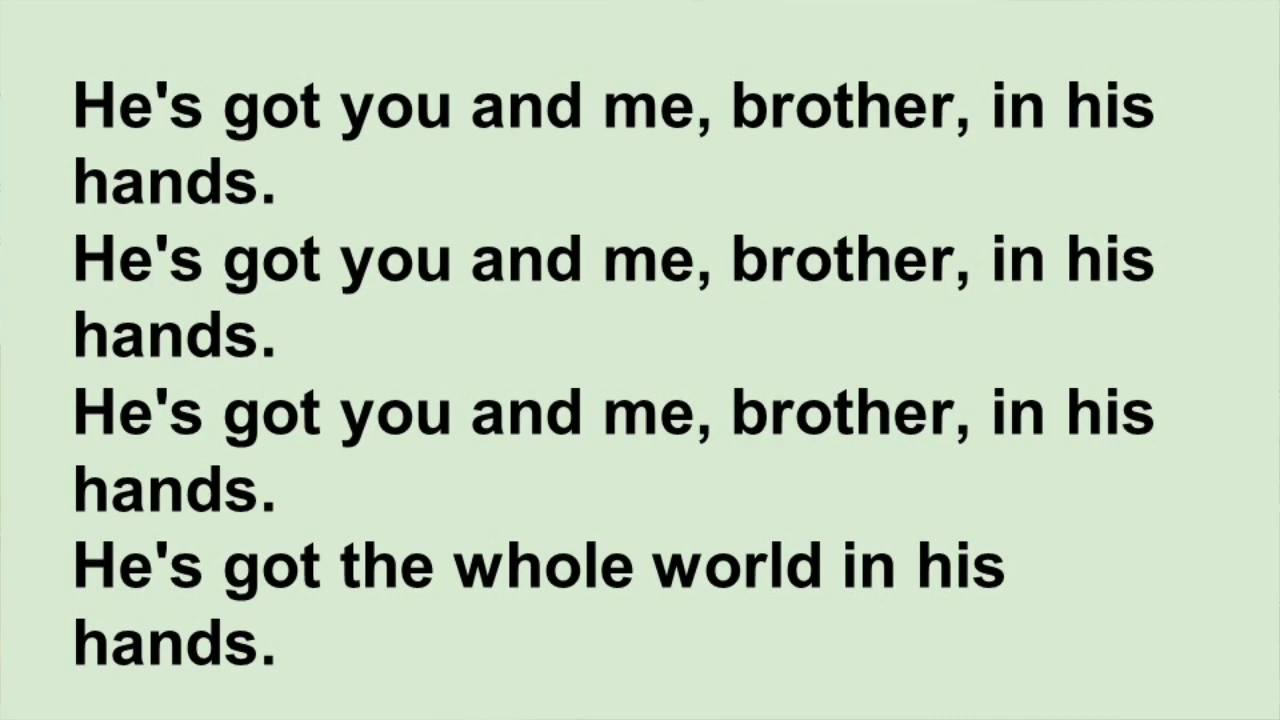 He's got you and me, brother, in his
hands.
He's got you and me, brother, in his
hands.
He's got you and me, brother, in his
hands.
He's got the whole world in his
hands.